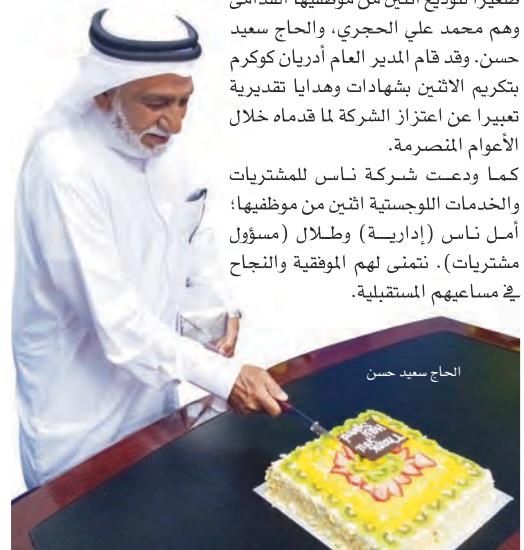 صغيرا لتوديع اثنين من موظفيها القدامى
وهم محمد علي الحجري، والحاج سعيد
حسن. وقد قام المدير العام أدريان كوكرم
بتكريم الاثنين بشهادات وهدايا تقديرية
تعبيرا عن اعتزاز الشركة لما قدماه خلال
الأعوام المنصرمة.
كما ودعت شركة ناس للمشتريات
والخدمات اللوجستية اثنين من موظفيها؛
أمل ناس (إدارية) وطلال (مسؤول
مشتريات). نتمنى لهم الموفقية والنجاح
في مساعيهم المستقبلية.
الحاج سعيد حسن
Thank
You